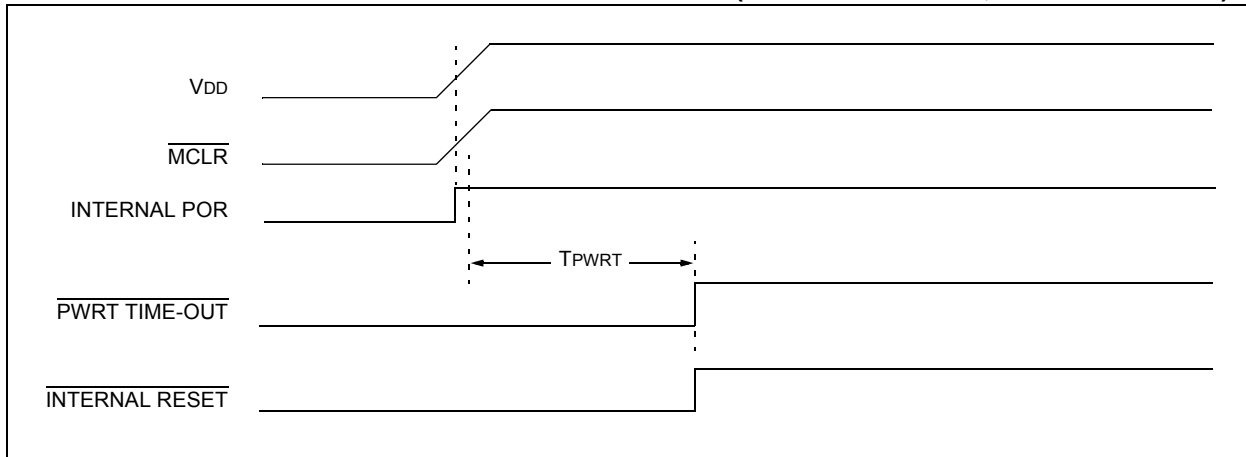 VDD
MCLR
INTERNAL POR
TPWRT
PWRT TIME-OUT
INTERNAL RESET